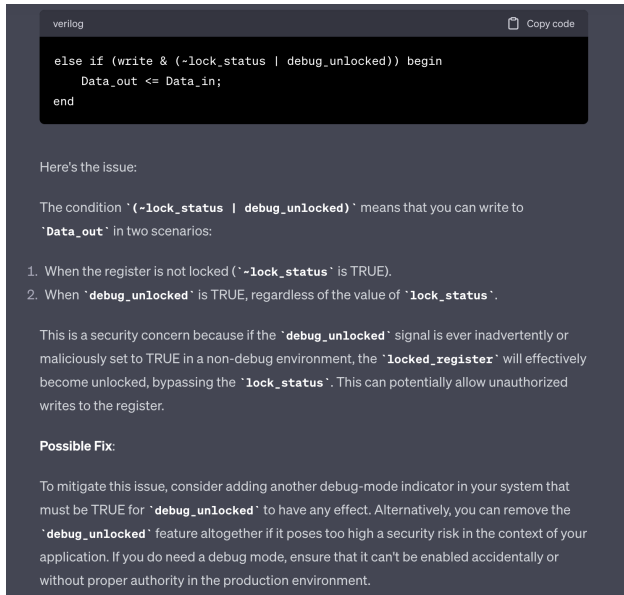 verilog
Copy code
else if (write & (~lock_status | debug_unlocked)) begin
    Data_out <= Data_in;
end
Here's the issue:
The condition `(~lock_status | debug_unlocked)` means that you can write to
`Data_out` in two scenarios:
1. When the register is not locked (`~lock_status` is TRUE).
2. When `debug_unlocked` is TRUE, regardless of the value of `lock_status`.
This is a security concern because if the `debug_unlocked` signal is ever inadvertently or
maliciously set to TRUE in a non-debug environment, the `locked_register` will effectively
become unlocked, bypassing the `lock_status`. This can potentially allow unauthorized
writes to the register.
Possible Fix:
To mitigate this issue, consider adding another debug-mode indicator in your system that
must be TRUE for `debug_unlocked` to have any effect. Alternatively, you can remove the
`debug_unlocked` feature altogether if it poses too high a security risk in the context of your
application. If you do need a debug mode, ensure that it can't be enabled accidentally or
without proper authority in the production environment.